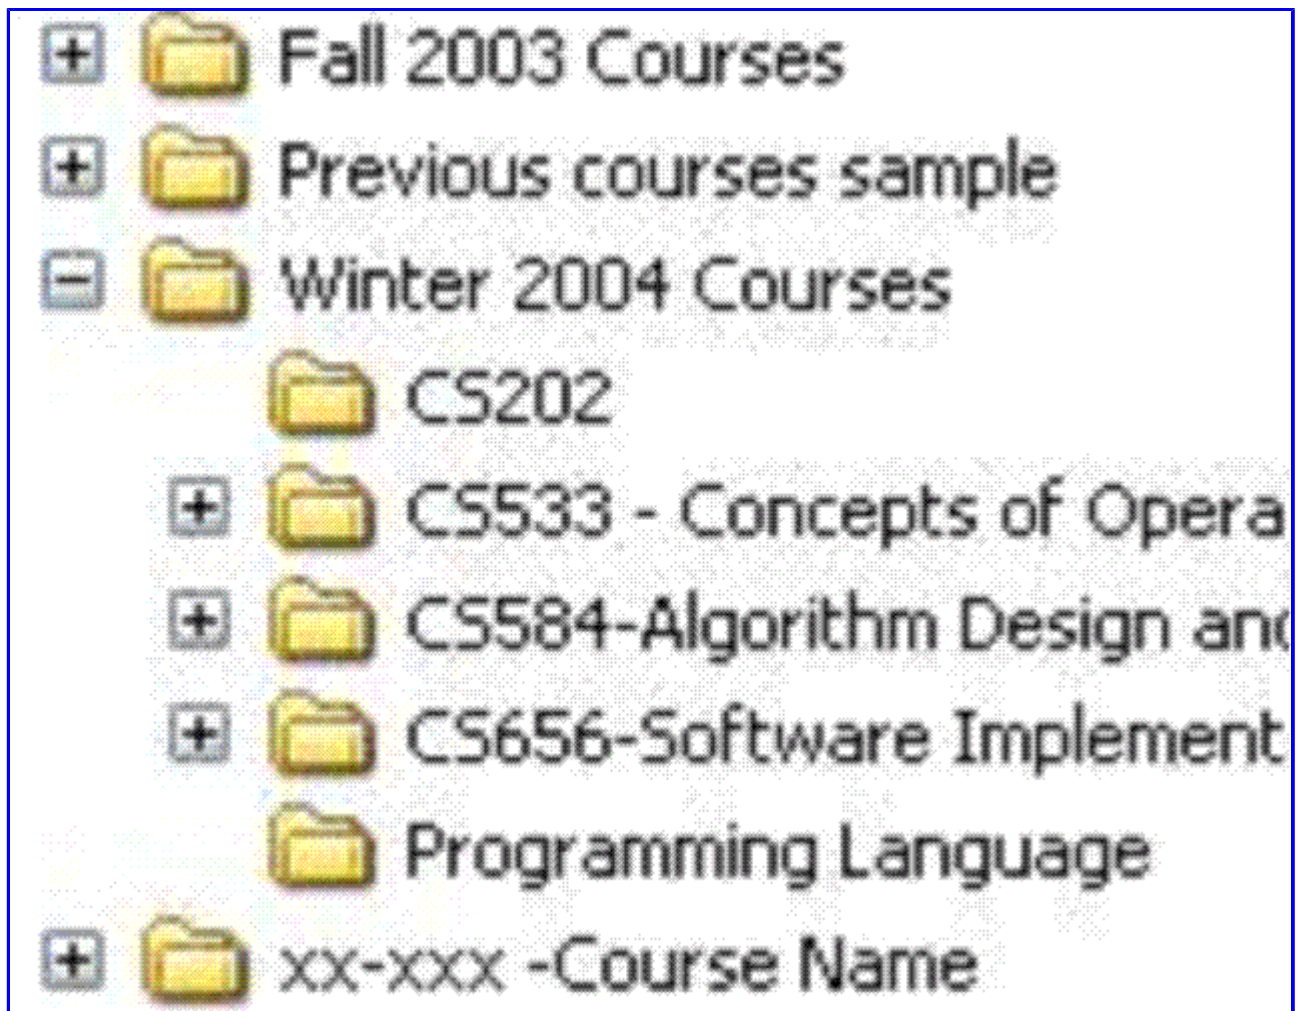 Fall 2003 Courses
Previous courses sample
Winter 2004 Courses
CS202
CS533 - Concepts of Opera
CS584-Algorithm Design and
CS656-Software Implement
Programming Language
xx-xxx -Course Name